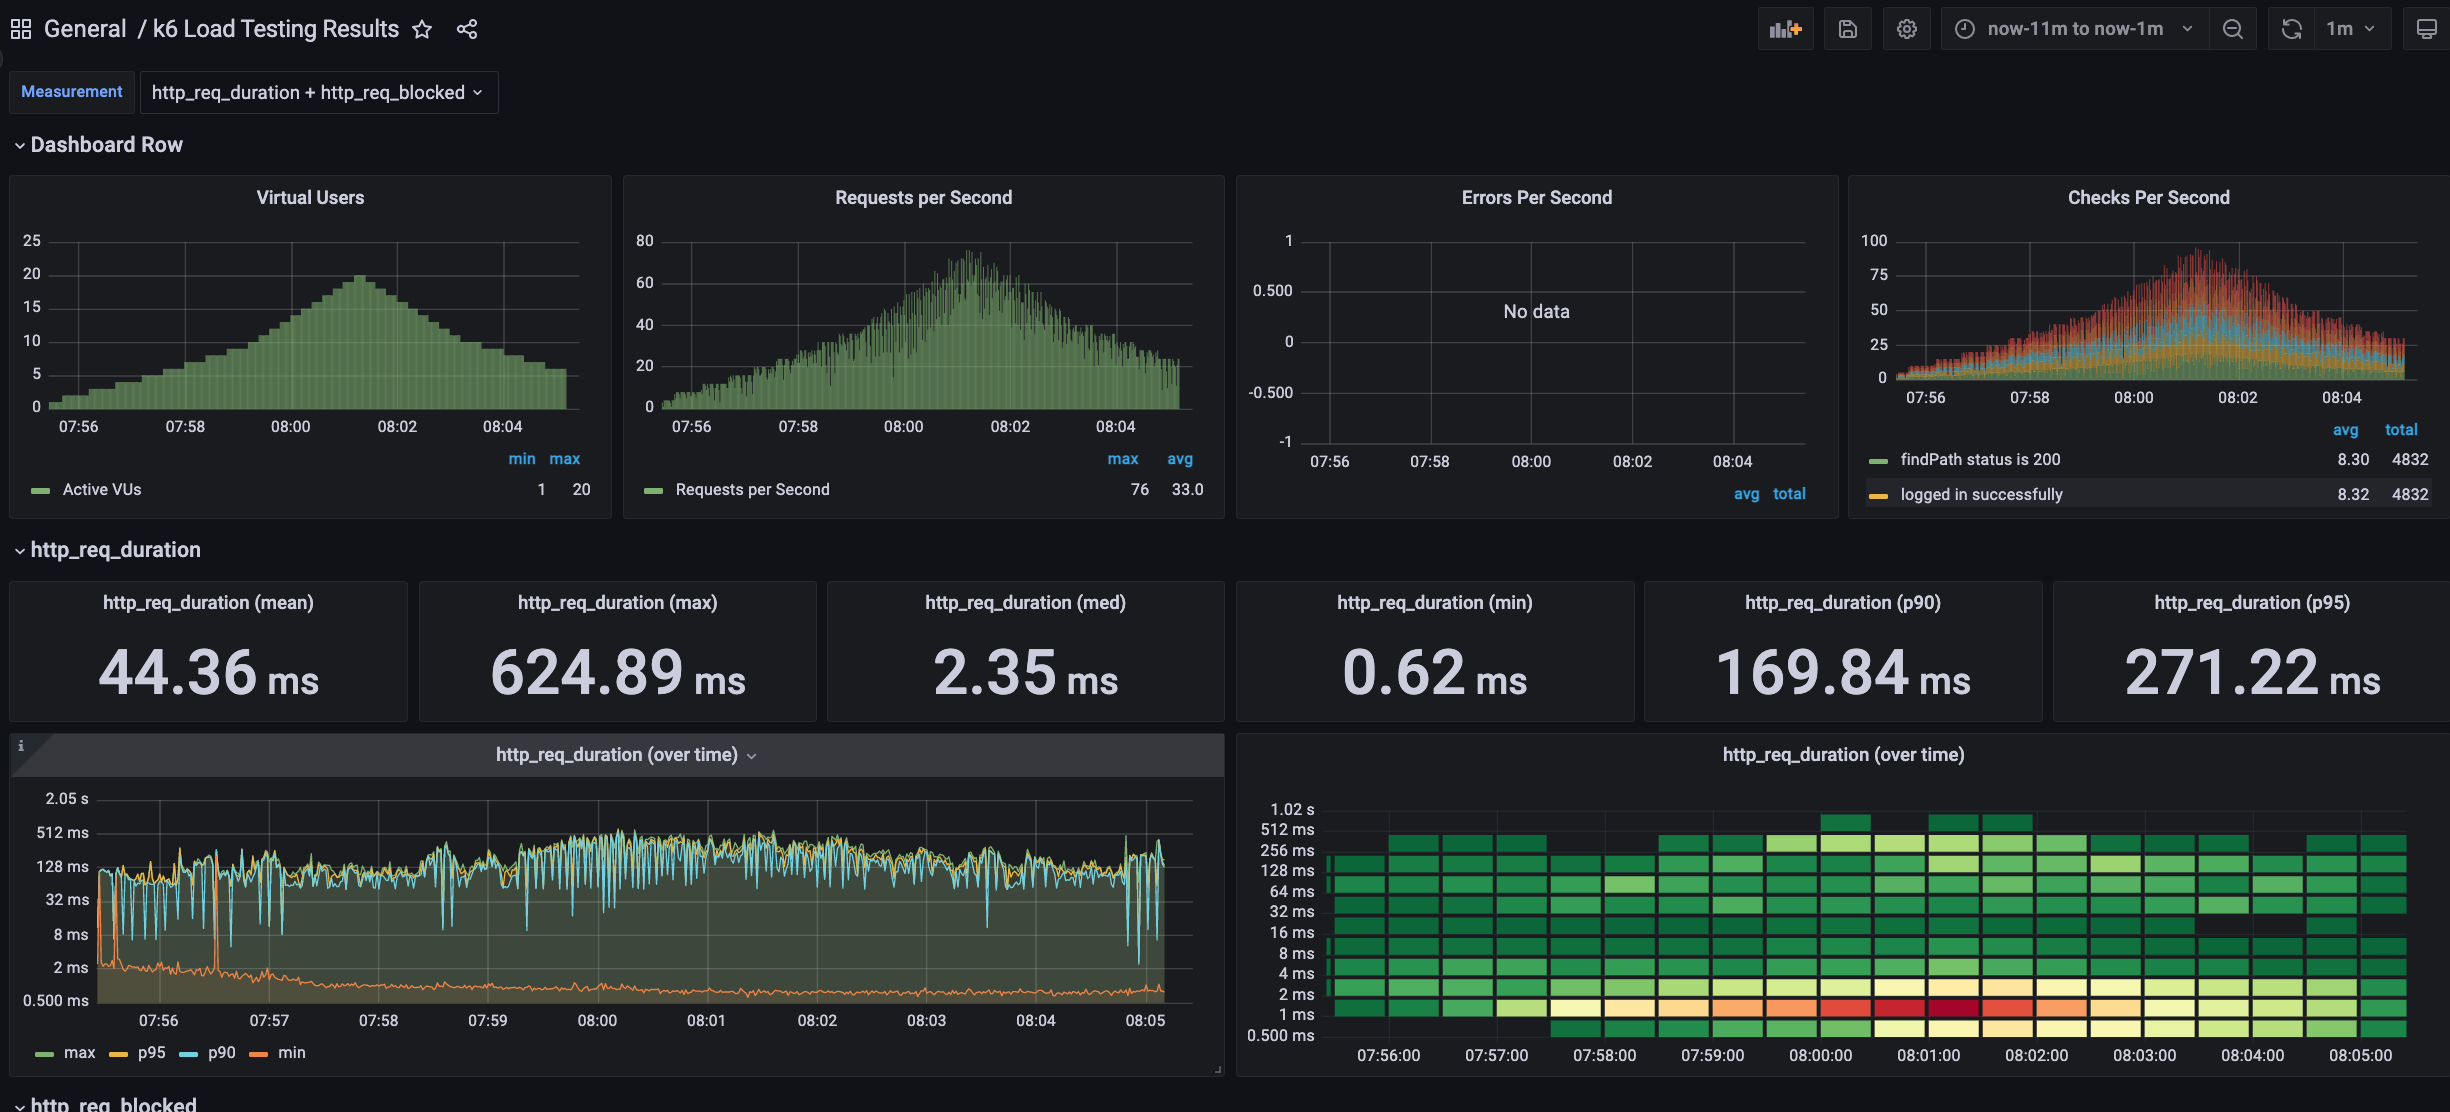 General / k6 Load Testing Results
now-11m to now-1m
1m
Measurement
http_req_duration + http_req_blocked
Dashboard Row
Virtual Users
25
20
15
10
5
0
07:56 07:58 08:00 08:02 08:04
min max
Active VUs 1 20
Requests per Second
80
60
40
20
0
07:56 07:58 08:00 08:02 08:04
max avg
Requests per Second 76 33.0
Errors Per Second
1
0.500
0
-0.500
-1
No data
07:56 07:58 08:00 08:02 08:04
avg total
Checks Per Second
100
75
50
25
0
07:56 07:58 08:00 08:02 08:04
avg total
findPath status is 200 8.30 4832
logged in successfully 8.32 4832
http_req_duration
http_req_duration (mean)
44.36 ms
http_req_duration (max)
624.89 ms
http_req_duration (med)
2.35 ms
http_req_duration (min)
0.62 ms
http_req_duration (p90)
169.84 ms
http_req_duration (p95)
271.22 ms
i
http_req_duration (over time)
2.05 s
512 ms
128 ms
32 ms
8 ms
2 ms
0.500 ms
07:56 07:57 07:58 07:59 08:00 08:01 08:02 08:03 08:04 08:05
max p95 p90 min
http_req_duration (over time)
1.02 s
512 ms
256 ms
128 ms
64 ms
32 ms
16 ms
8 ms
4 ms
2 ms
1 ms
0.500 ms
07:56:00 07:57:00 07:58:00 07:59:00 08:00:00 08:01:00 08:02:00 08:03:00 08:04:00 08:05:00
http_req_blocked